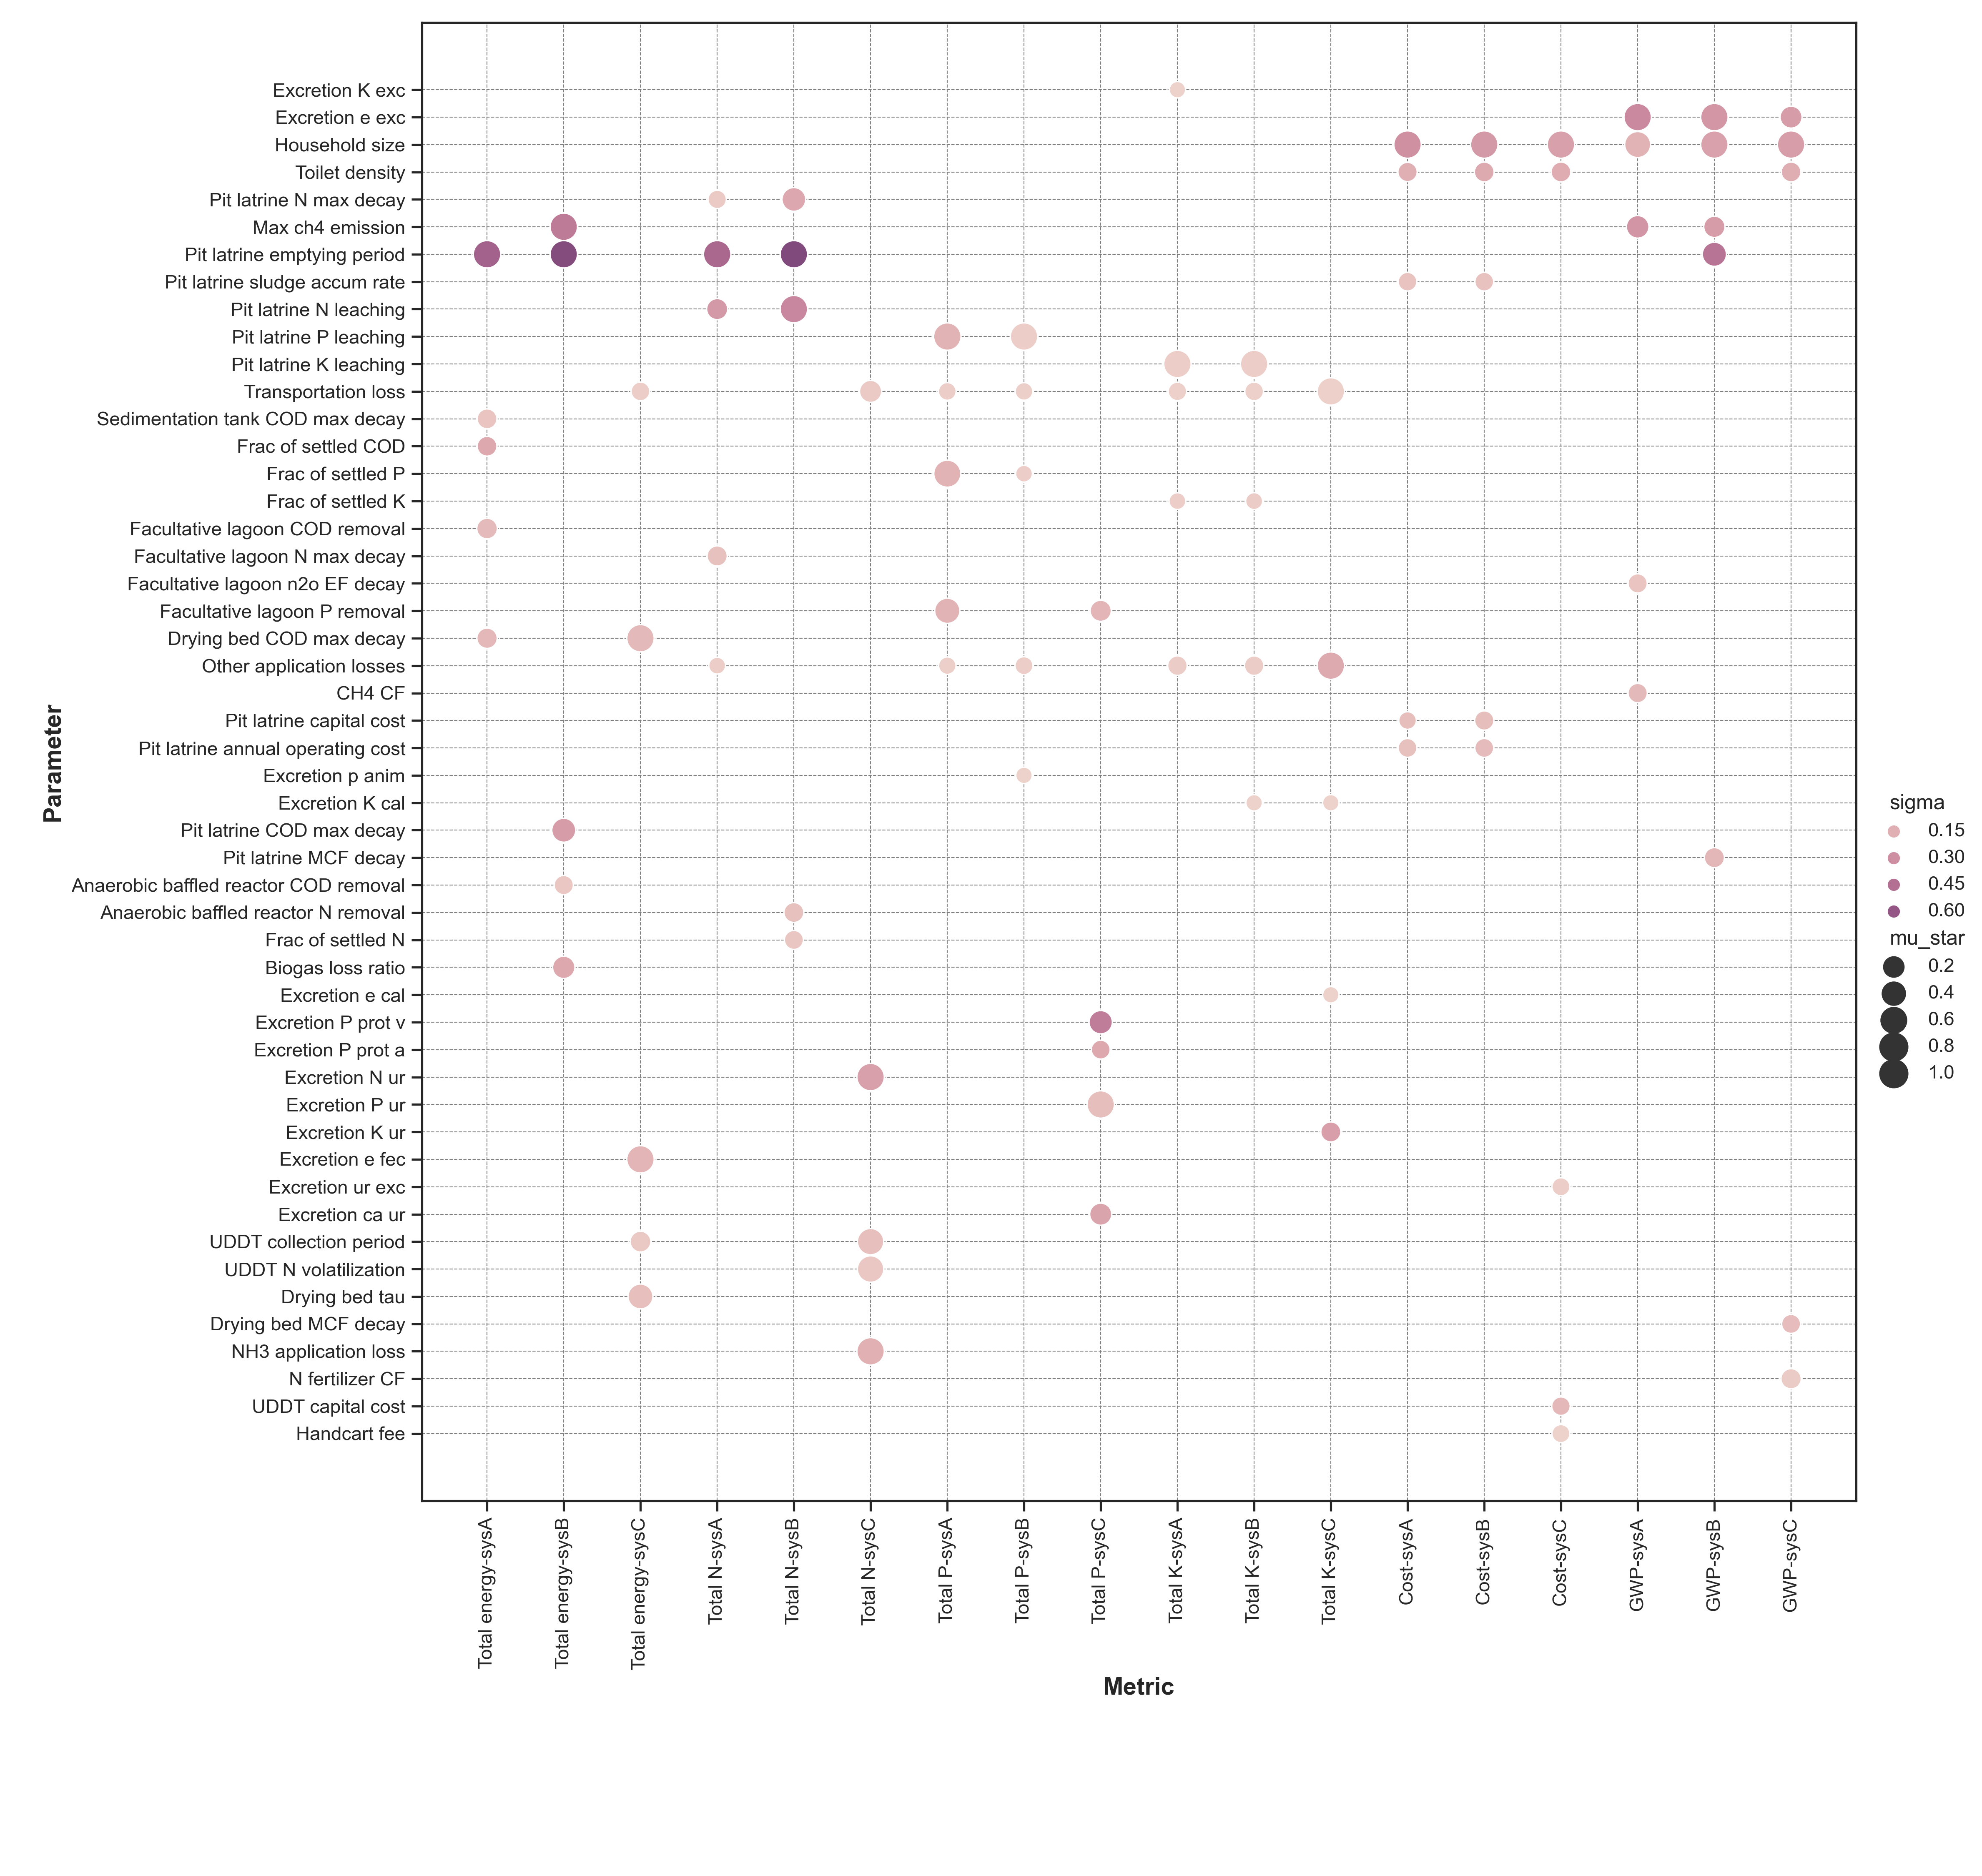 Excretion K exc
Excretion e exc
Household size
Toilet density
Pit latrine N max decay
Max ch4 emission
Pit latrine emptying period
Pit latrine sludge accum rate
Pit latrine N leaching
Pit latrine P leaching
Pit latrine K leaching
Transportation loss
Sedimentation tank COD max decay
Frac of settled COD
Frac of settled P
Frac of settled K
Facultative lagoon COD removal
Facultative lagoon N max decay
Facultative lagoon n2o EF decay
Facultative lagoon P removal
Drying bed COD max decay
Other application losses
CH4 CF
Pit latrine capital cost
Pit latrine annual operating cost
Excretion p anim
Excretion K cal
Pit latrine COD max decay
Pit latrine MCF decay
Anaerobic baffled reactor COD removal
Anaerobic baffled reactor N removal
Frac of settled N
Biogas loss ratio
Excretion e cal
Excretion P prot v
Excretion P prot a
Excretion N ur
Excretion P ur
Excretion K ur
Excretion e fec
Excretion ur exc
Excretion ca ur
UDDT collection period
UDDT N volatilization
Drying bed tau
Drying bed MCF decay
NH3 application loss
N fertilizer CF
UDDT capital cost
Handcart fee
Parameter
Total energy-sysA
Total energy-sysB
Total energy-sysC
Total N-sysA
Total N-sysB
Total N-sysC
Total P-sysA
Total P-sysB
Total P-sysC
Total K-sysA
Total K-sysB
Total K-sysC
Cost-sysA
Cost-sysB
Cost-sysC
GWP-sysA
GWP-sysB
GWP-sysC
Metric
sigma
0.15
0.30
0.45
0.60
mu_star
0.2
0.4
0.6
0.8
1.0